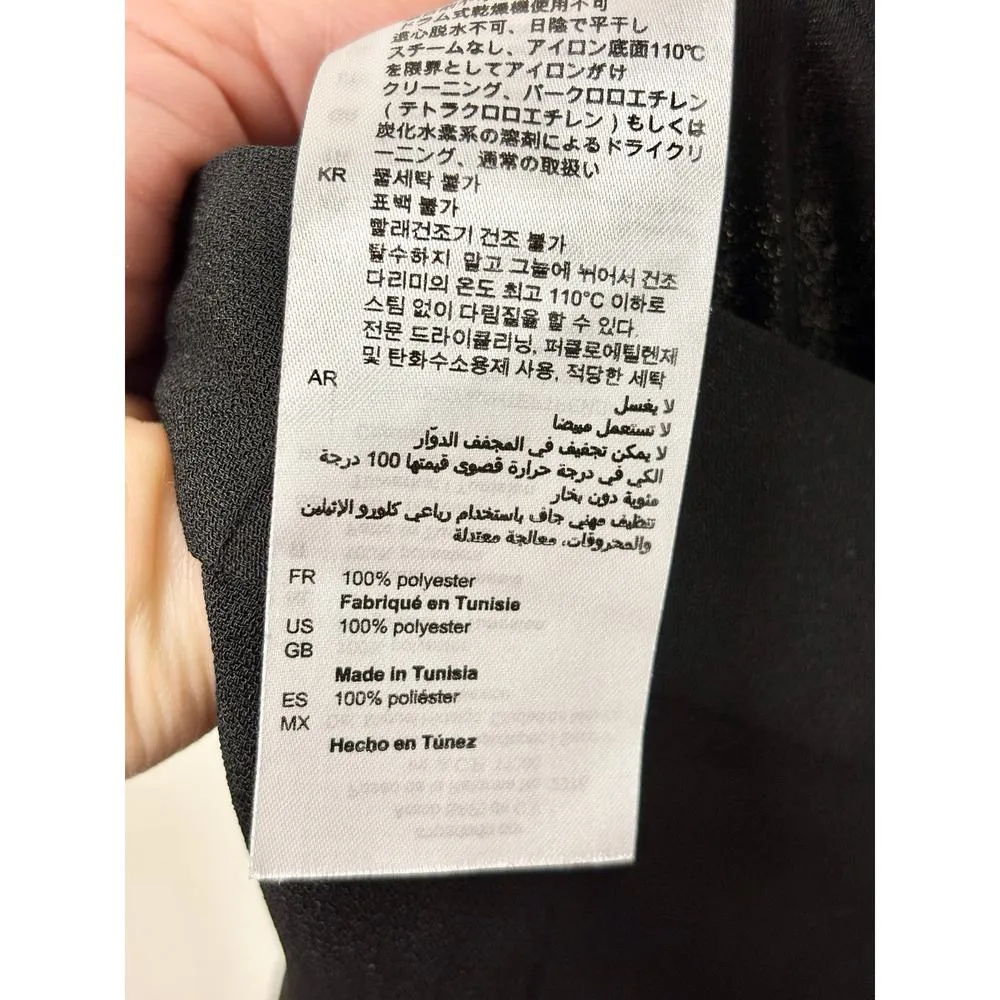 ドラム式乾燥機使用不可
遠心脱水不可、日陰で平干し
スチームなし、アイロン底面110℃
を限界としてアイロンがけ
クリーニング、パークロロエチレン
(テトラクロロエチレン)もしくは
炭化水素系の溶剤によるドライクリ
ーニング、通常の取扱い
KR 물세탁 불가
표백 불가
빨래건조기 건조 불가
탈수하지 말고 그늘에 뉘어서 건조
다리미의 온도 최고 110°C 이하로
스팀 없이 다림질을 할 수 있다.
전문 드라이클리닝, 퍼클로에틸렌제
및 탄화수소용제 사용, 적당한 세탁
AR
لا يغسل
لا تستعمل مبيضا
لا يمكن تجفيف في المجفف الدوّار
الكي في درجة حرارة قصوى قيمتها 100 درجة
مئوية دون بخار
تنظيف مهني جاف باستخدام رباعي كلورو الإثيلين
والمحروقات، معالجة معتدلة
FR 100% polyester
Fabriqué en Tunisie
US 100% polyester
GB
Made in Tunisia
ES 100% poliéster
MX
Hecho en Túnez